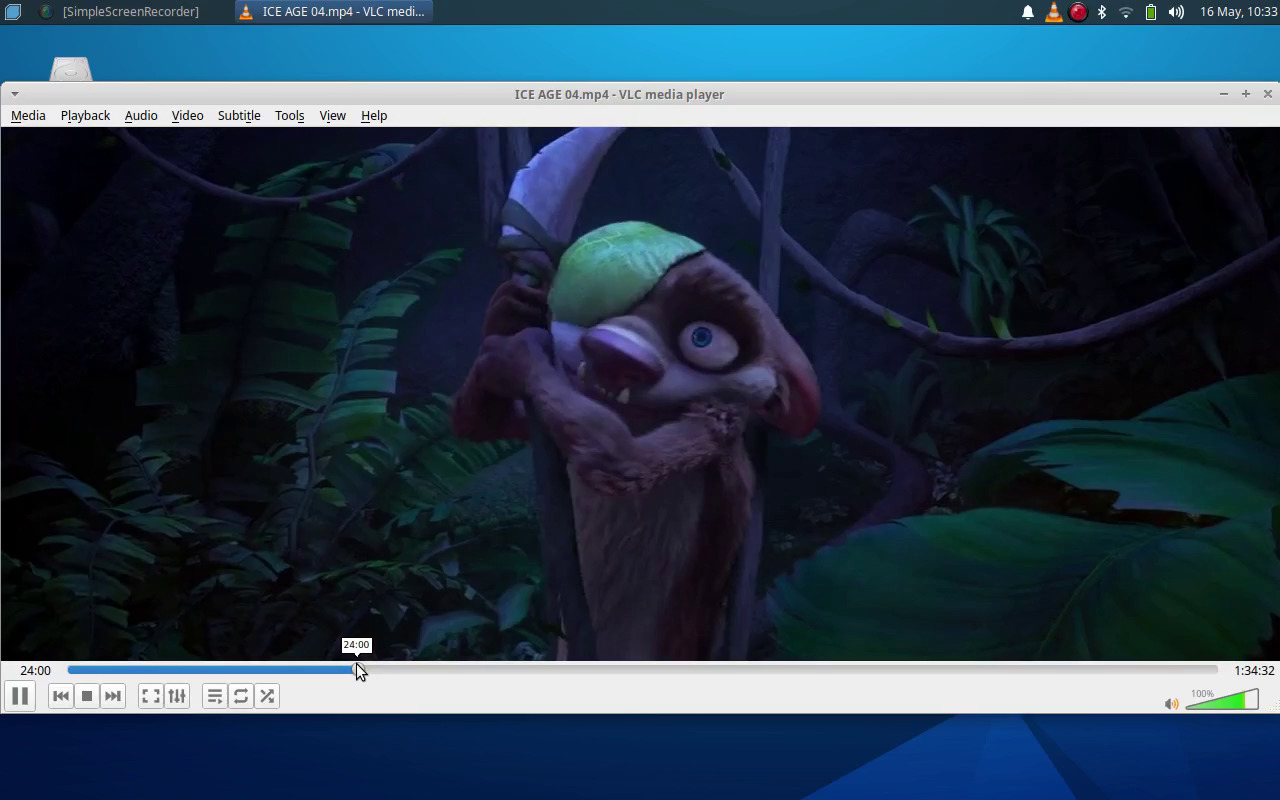 [SimpleScreenRecorder]
ICE AGE 04.mp4 - VLC medi...
16 May, 10:33
ICE AGE 04.mp4 - VLC media player
Media Playback Audio Video Subtitle Tools View Help
24:00
24:00
1:34:32
100%